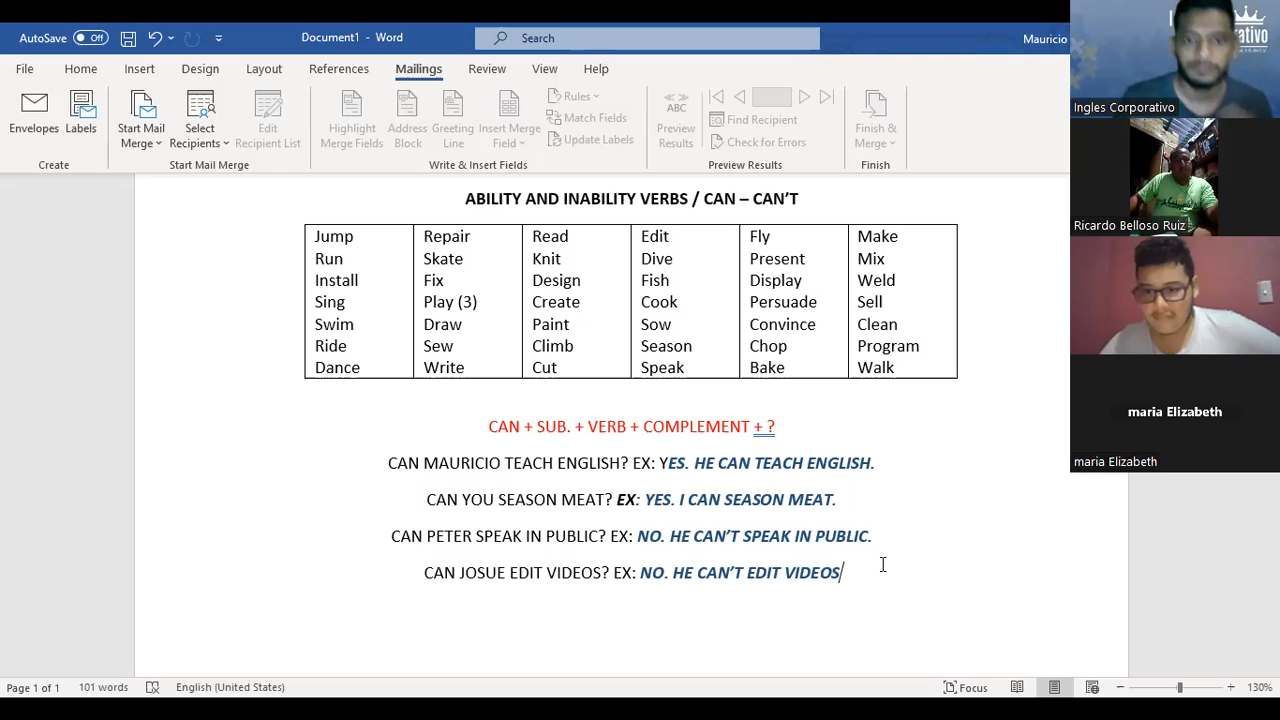 AutoSave Off Document1 - Word Search Mauricio
File Home Insert Design Layout References Mailings Review View Help
Envelopes Labels Start Mail Merge Select Recipients Edit Recipient List Highlight Merge Fields Address Block Greeting Line Insert Merge Field Rules Match Fields Update Labels ABC Preview Results Find Recipient Check for Errors Finish & Merge
Create Start Mail Merge Write & Insert Fields Preview Results Finish
ABILITY AND INABILITY VERBS / CAN – CAN'T
Jump Repair Read Edit Fly Make
Run Skate Knit Dive Present Mix
Install Fix Design Fish Display Weld
Sing Play (3) Create Cook Persuade Sell
Swim Draw Paint Sow Convince Clean
Ride Sew Climb Season Chop Program
Dance Write Cut Speak Bake Walk
CAN + SUB. + VERB + COMPLEMENT + ?
CAN MAURICIO TEACH ENGLISH? EX: YES. HE CAN TEACH ENGLISH.
CAN YOU SEASON MEAT? EX: YES. I CAN SEASON MEAT.
CAN PETER SPEAK IN PUBLIC? EX: NO. HE CAN'T SPEAK IN PUBLIC.
CAN JOSUE EDIT VIDEOS? EX: NO. HE CAN'T EDIT VIDEOS
Ingles Corporativo
Ricardo Belloso Ruiz
maria Elizabeth
maria Elizabeth
Page 1 of 1 101 words English (United States) Focus 130%